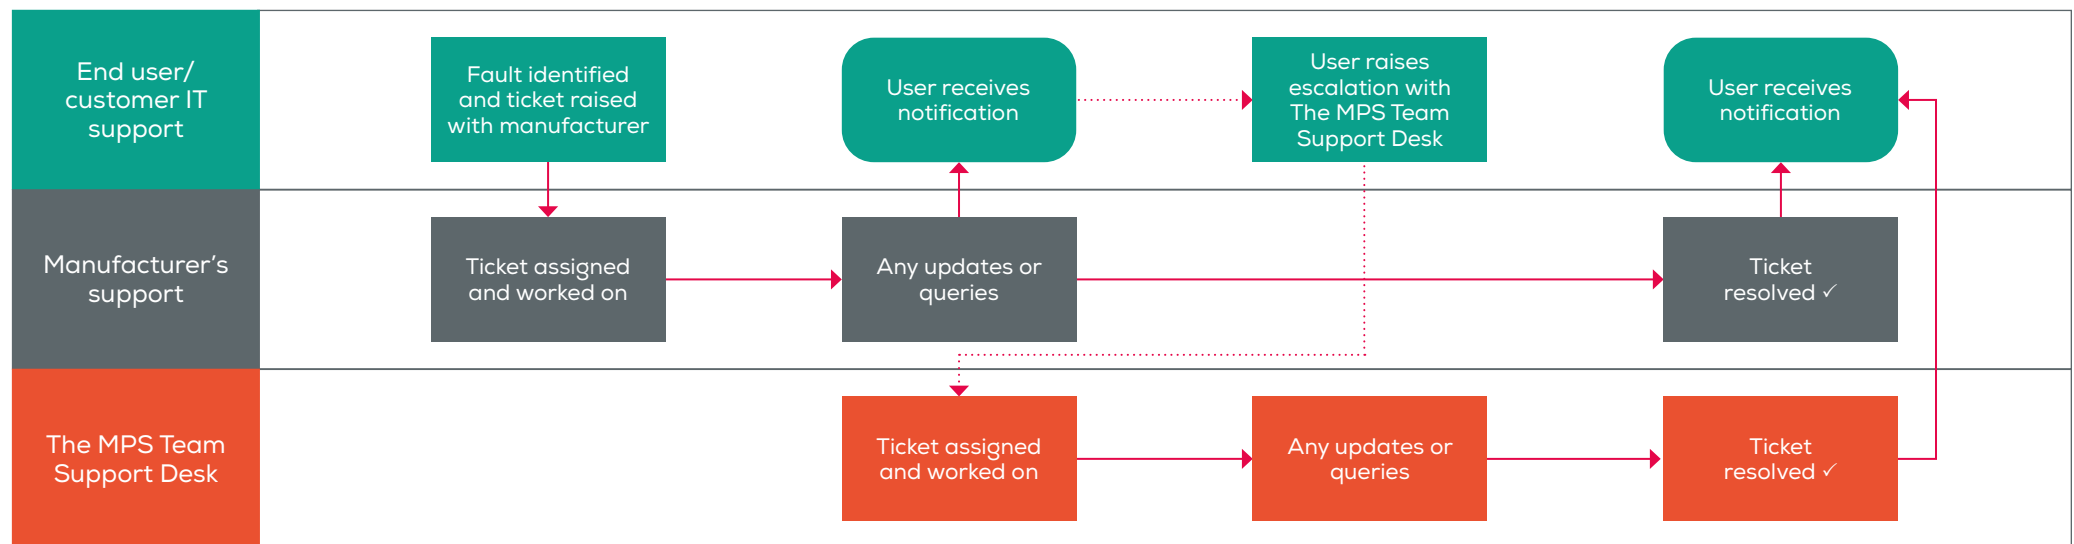 End user/
customer IT
support
Fault identified
and ticket raised
with manufacturer
User receives
notification
User raises
escalation with
The MPS Team
Support Desk
User receives
notification
Manufacturer’s
support
Ticket assigned
and worked on
Any updates or
queries
Ticket
resolved ✓
The MPS Team
Support Desk
Ticket assigned
and worked on
Any updates or
queries
Ticket
resolved ✓